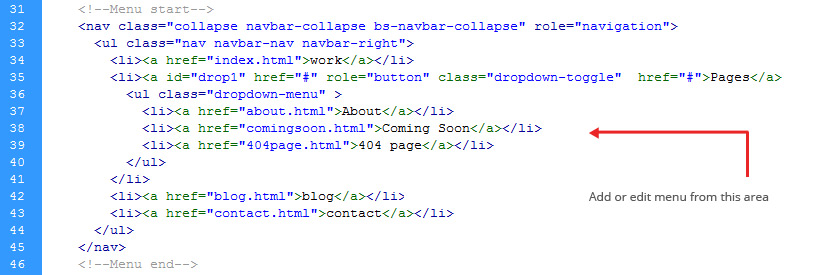 31 <!--Menu start-->
32 <nav class="collapse navbar-collapse bs-navbar-collapse" role="navigation">
33 <ul class="nav navbar-nav navbar-right">
34 <li><a href="index.html">work</a></li>
35 <li><a id="drop1" href="#" role="button" class="dropdown-toggle"  href="#">Pages</a>
36 <ul class="dropdown-menu" >
37 <li><a href="about.html">About</a></li>
38 <li><a href="comingsoon.html">Coming Soon</a></li>
39 <li><a href="404page.html">404 page</a></li>
40 </ul>
41 </li>
42 <li><a href="blog.html">blog</a></li>
43 <li><a href="contact.html">contact</a></li>
44 </ul>
45 </nav>
46 <!--Menu end-->
Add or edit menu from this area